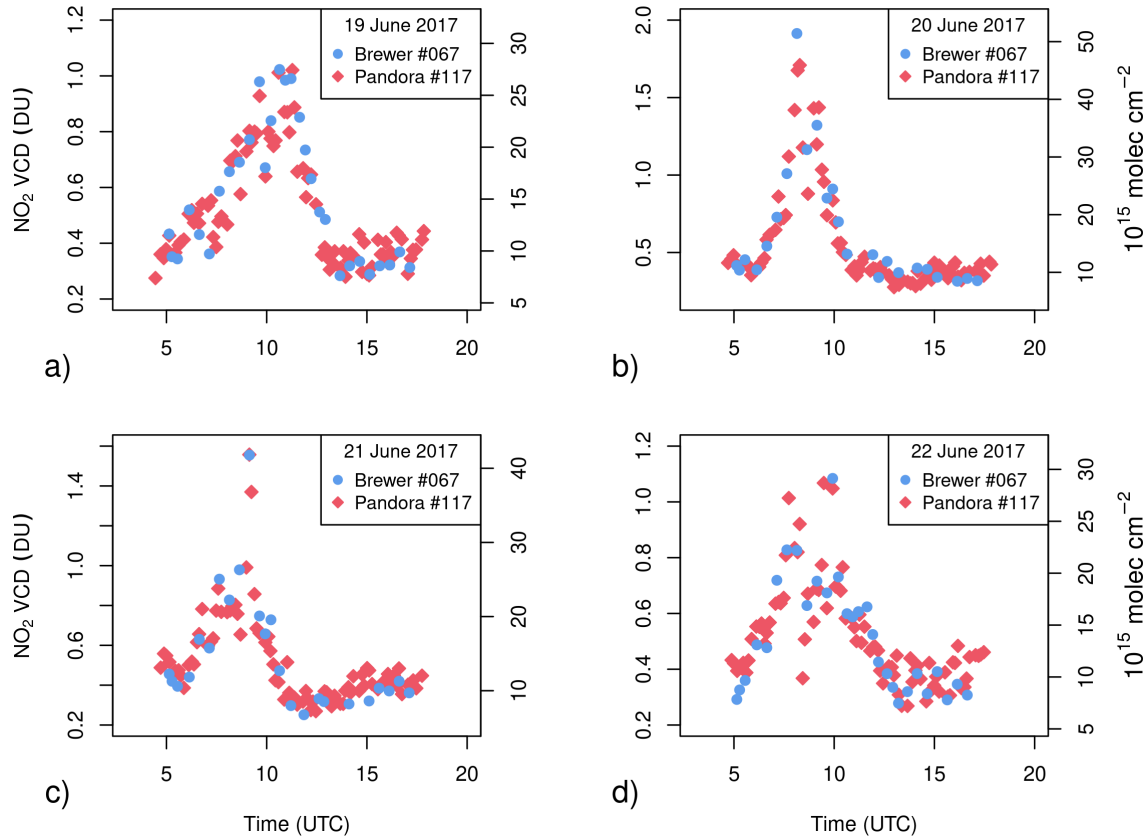 19 June 2017
Brewer #067
Pandora #117
NO₂ VCD (DU)
0.2 0.4 0.6 0.8 1.0 1.2
5 10 15 20 25 30
5 10 15 20
a)
20 June 2017
Brewer #067
Pandora #117
0.5 1.0 1.5 2.0
10 20 30 40 50
10¹⁵ molec cm⁻²
5 10 15 20
b)
21 June 2017
Brewer #067
Pandora #117
NO₂ VCD (DU)
0.2 0.6 1.0 1.4
10 20 30 40
5 10 15 20
c)
Time (UTC)
22 June 2017
Brewer #067
Pandora #117
0.2 0.4 0.6 0.8 1.0 1.2
5 10 15 20 25 30
10¹⁵ molec cm⁻²
5 10 15 20
d)
Time (UTC)